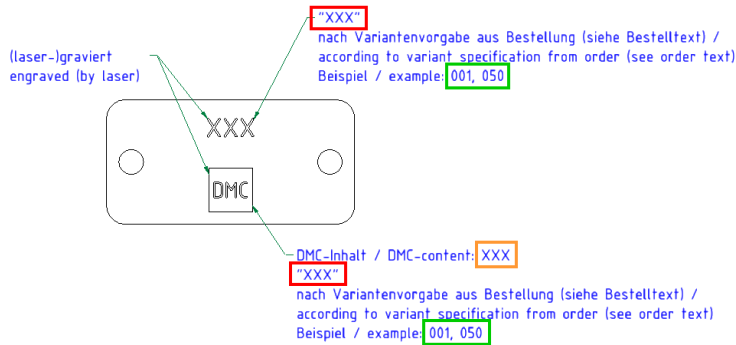 "XXX"
nach Variantenvorgabe aus Bestellung (siehe Bestelltext) /
according to variant specification from order (see order text)
Beispiel / example: 001, 050
(laser-)graviert
engraved (by laser)
XXX
DMC
DMC-Inhalt / DMC-content: XXX
"XXX"
nach Variantenvorgabe aus Bestellung (siehe Bestelltext) /
according to variant specification from order (see order text)
Beispiel / example: 001, 050